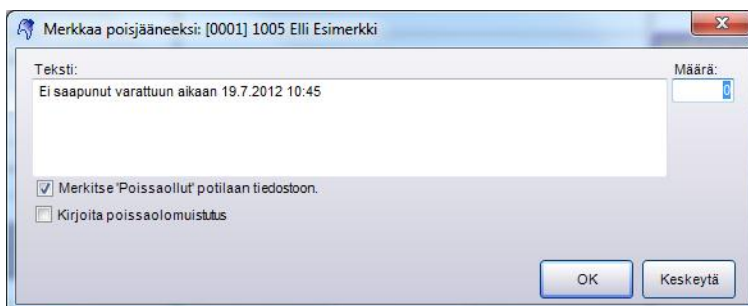 Merkkaa poisjääneeksi: [0001] 1005 Elli Esimerkki
x
Teksti: Määrä:
Ei saapunut varattuun aikaan 19.7.2012 10:45 0
Merkitse 'Poissaollut' potilaan tiedostoon.
Kirjoita poissaolomuistutus
OK Keskeytä